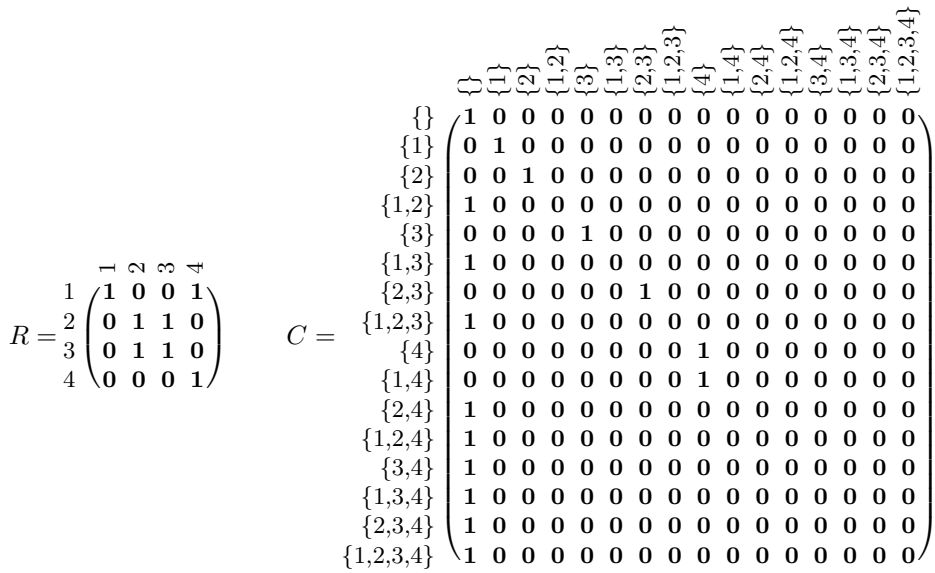 {} {1} {2} {1,2} {3} {1,3} {2,3} {1,2,3} {4} {1,4} {2,4} {1,2,4} {3,4} {1,3,4} {2,3,4} {1,2,3,4}
{} 1 0 0 0 0 0 0 0 0 0 0 0 0 0 0 0
{1} 0 1 0 0 0 0 0 0 0 0 0 0 0 0 0 0
{2} 0 0 1 0 0 0 0 0 0 0 0 0 0 0 0 0
{1,2} 1 0 0 0 0 0 0 0 0 0 0 0 0 0 0 0
{3} 0 0 0 0 1 0 0 0 0 0 0 0 0 0 0 0
{1,3} 1 0 0 0 0 0 0 0 0 0 0 0 0 0 0 0
{2,3} 0 0 0 0 0 0 1 0 0 0 0 0 0 0 0 0
{1,2,3} 1 0 0 0 0 0 0 0 0 0 0 0 0 0 0 0
{4} 0 0 0 0 0 0 0 0 1 0 0 0 0 0 0 0
{1,4} 0 0 0 0 0 0 0 0 1 0 0 0 0 0 0 0
{2,4} 1 0 0 0 0 0 0 0 0 0 0 0 0 0 0 0
{1,2,4} 1 0 0 0 0 0 0 0 0 0 0 0 0 0 0 0
{3,4} 1 0 0 0 0 0 0 0 0 0 0 0 0 0 0 0
{1,3,4} 1 0 0 0 0 0 0 0 0 0 0 0 0 0 0 0
{2,3,4} 1 0 0 0 0 0 0 0 0 0 0 0 0 0 0 0
{1,2,3,4} 1 0 0 0 0 0 0 0 0 0 0 0 0 0 0 0
1 2 3 4
1 1 0 0 1
2 0 1 1 0
3 0 1 1 0
4 0 0 0 1
R =
C =